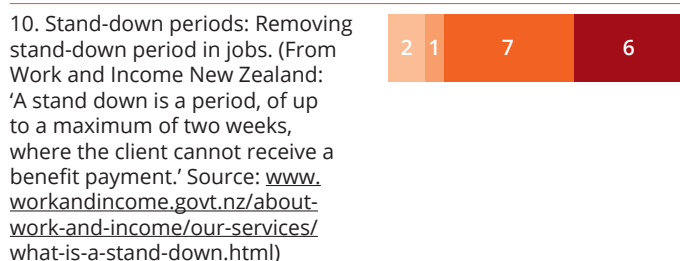 10. Stand-down periods: Removing
stand-down period in jobs. (From
Work and Income New Zealand:
‘A stand down is a period, of up
to a maximum of two weeks,
where the client cannot receive a
benefit payment.’ Source: www.
workandincome.govt.nz/about-
work-and-income/our-services/
what-is-a-stand-down.html)
2 1 7 6